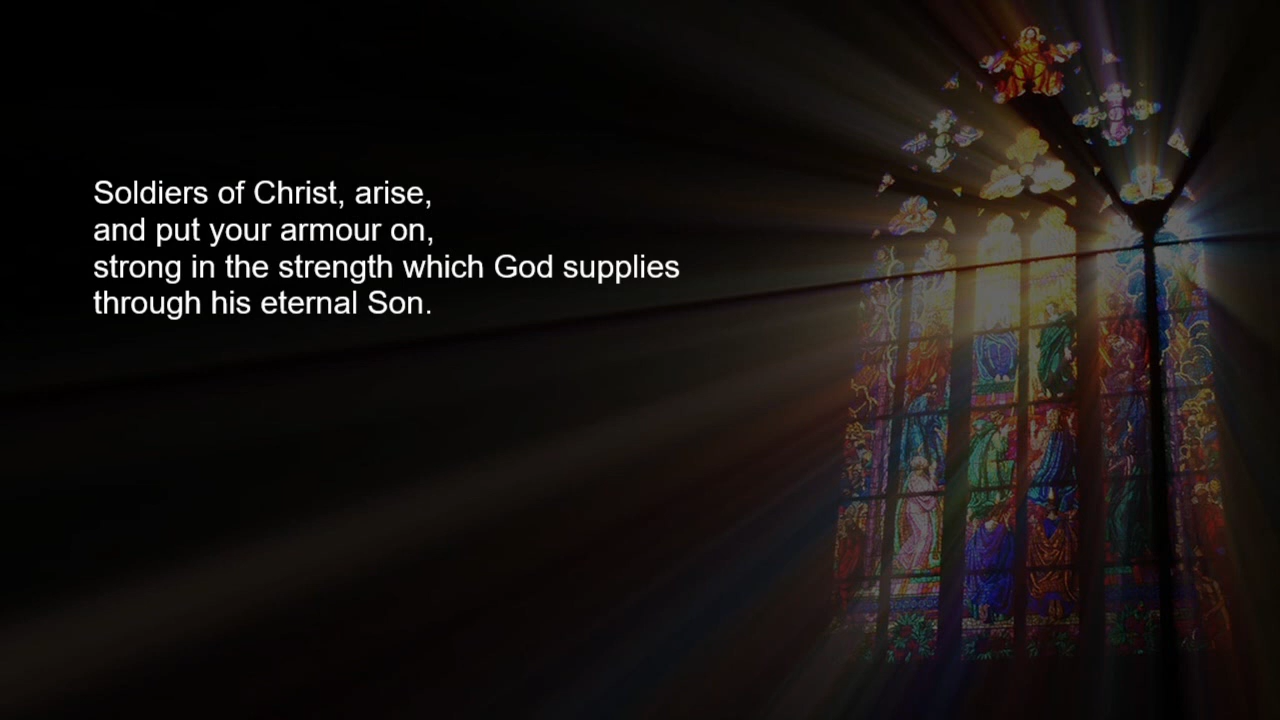 Soldiers of Christ, arise,
and put your armour on,
strong in the strength which God supplies
through his eternal Son.